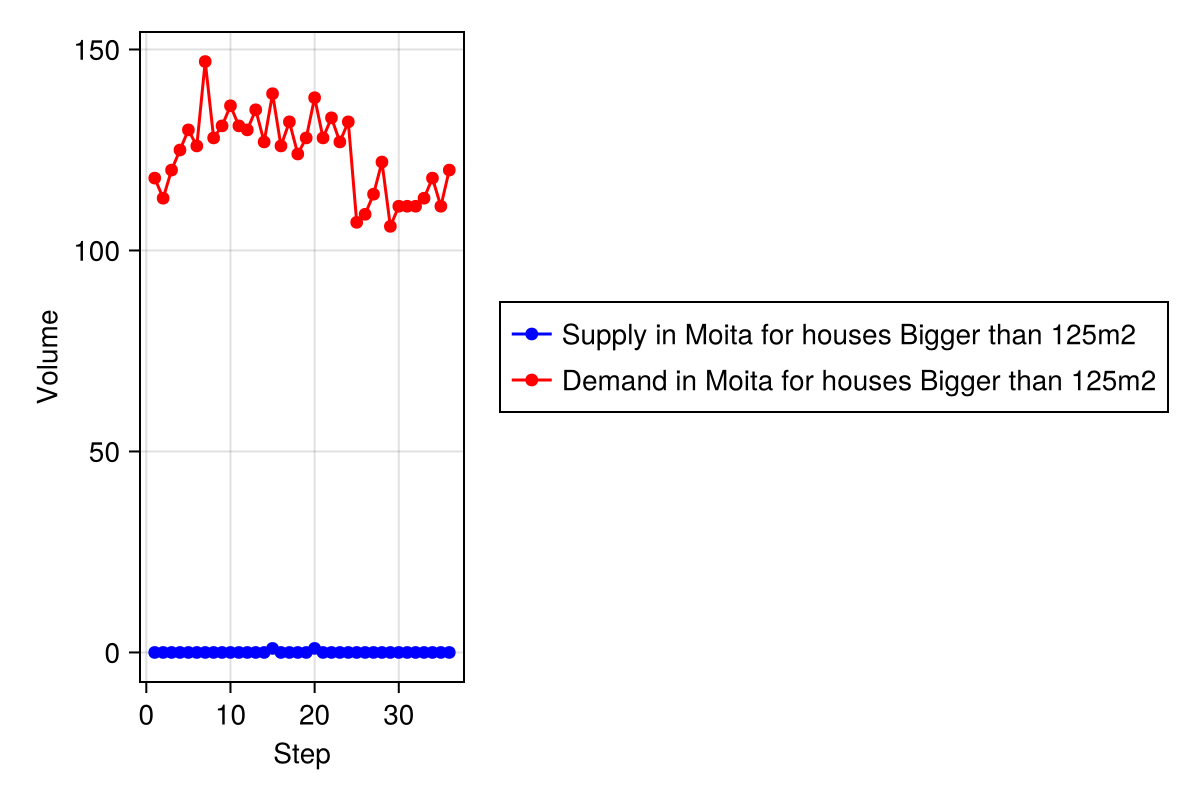 150
100
50
0
Volume
0 10 20 30
Step
Supply in Moita for houses Bigger than 125m2
Demand in Moita for houses Bigger than 125m2